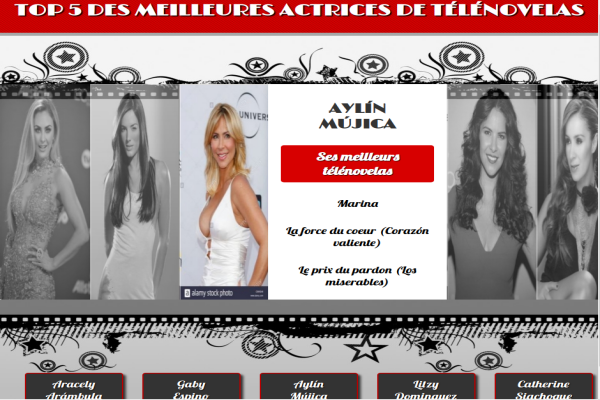 TOP 5 DES MEILLEURES ACTRICES DE TÉLÉNOVELAS
UNIVERS
AYLÍN
MÚJICA
Ses meilleurs
télénovelas
Marina
La force du coeur (Corazón
valiente)
Le prix du pardon (Los
miserables)
a alamy stock photo
Aracely
Arámbula
Gaby
Espino
Aylín
Mújica
Litzy
Dominguez
Catherine
Siachoque